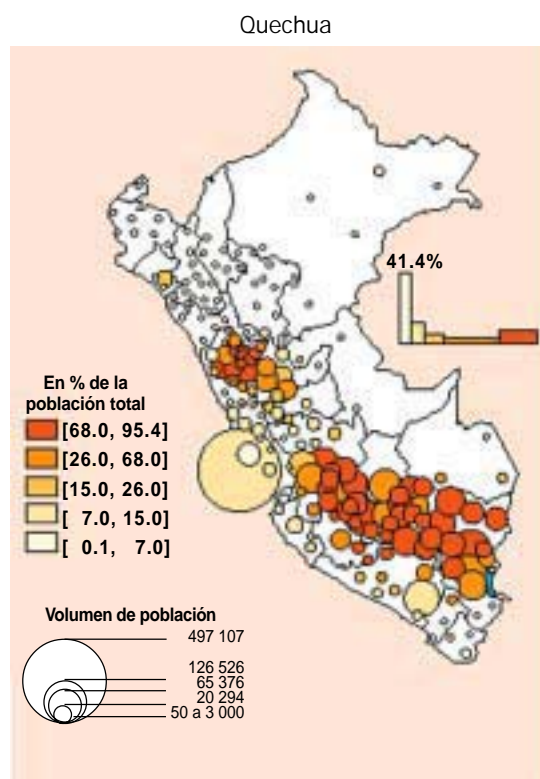 Quechua
41.4%
En % de la
población total
[68.0, 95.4]
[26.0, 68.0]
[15.0, 26.0]
[ 7.0, 15.0]
[ 0.1, 7.0]
Volumen de población
497 107
126 526
65 376
20 294
50 a 3 000